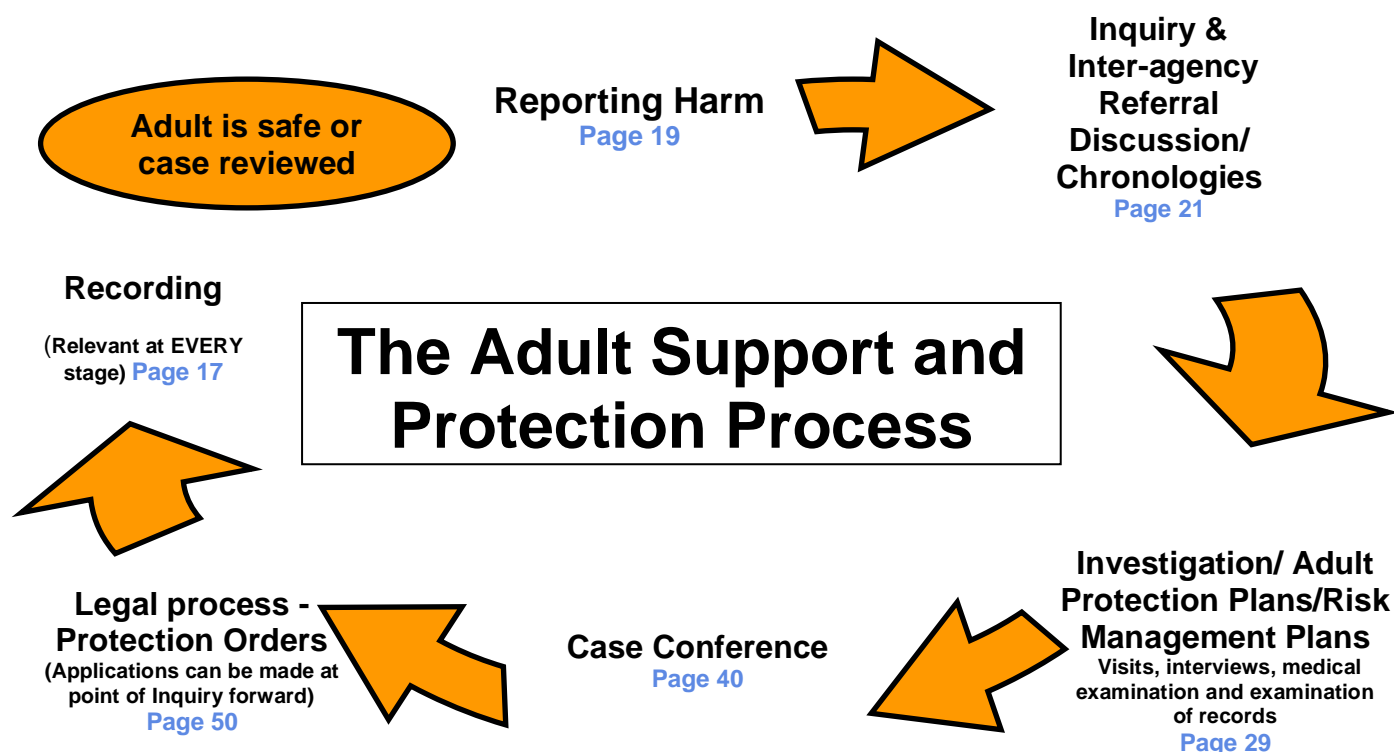 Adult is safe or
case reviewed
Reporting Harm
Page 19
Inquiry &
Inter-agency
Referral
Discussion/
Chronologies
Page 21
Recording
(Relevant at EVERY
stage) Page 17
The Adult Support and
Protection Process
Legal process -
Protection Orders
(Applications can be made at
point of Inquiry forward)
Page 50
Case Conference
Page 40
Investigation/ Adult
Protection Plans/Risk
Management Plans
Visits, interviews, medical
examination and examination
of records
Page 29